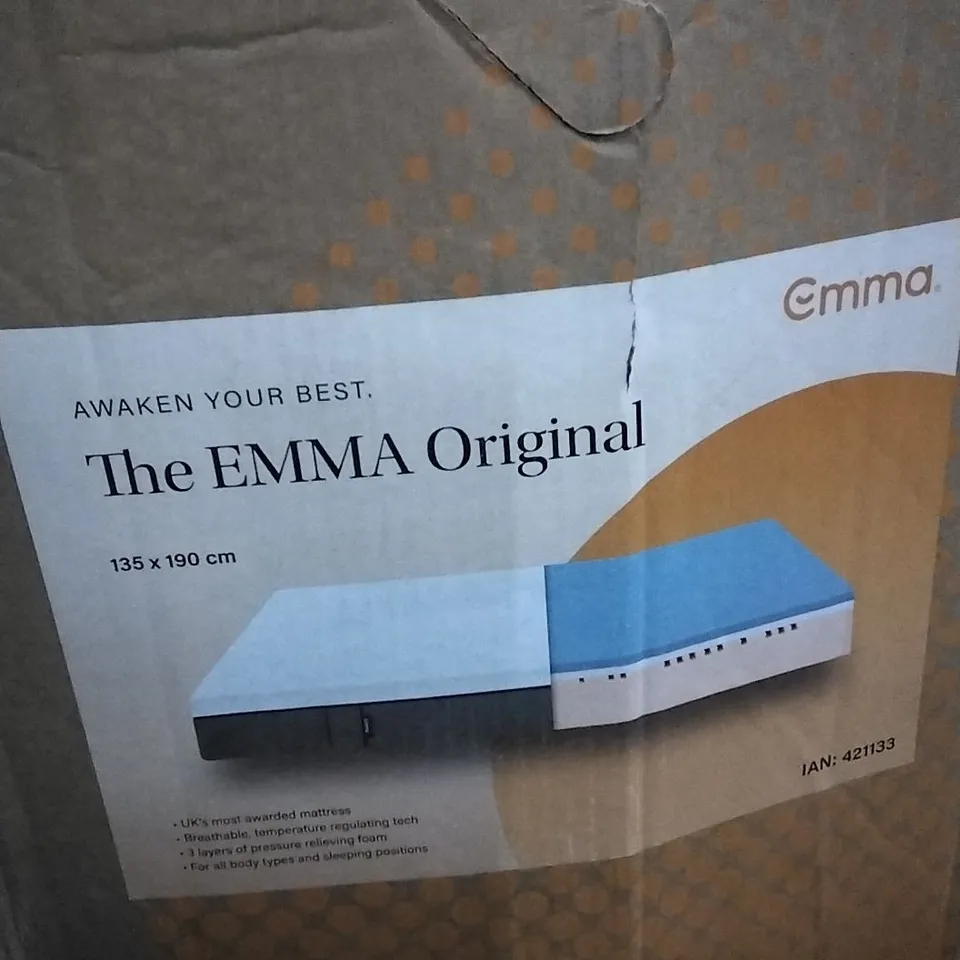 emma
AWAKEN YOUR BEST.
The EMMA Original
135 x 190 cm
IAN: 421133
• UK's most awarded mattress
• Breathable, temperature regulating tech
• 3 layers of pressure relieving foam
• For all body types and sleeping positions